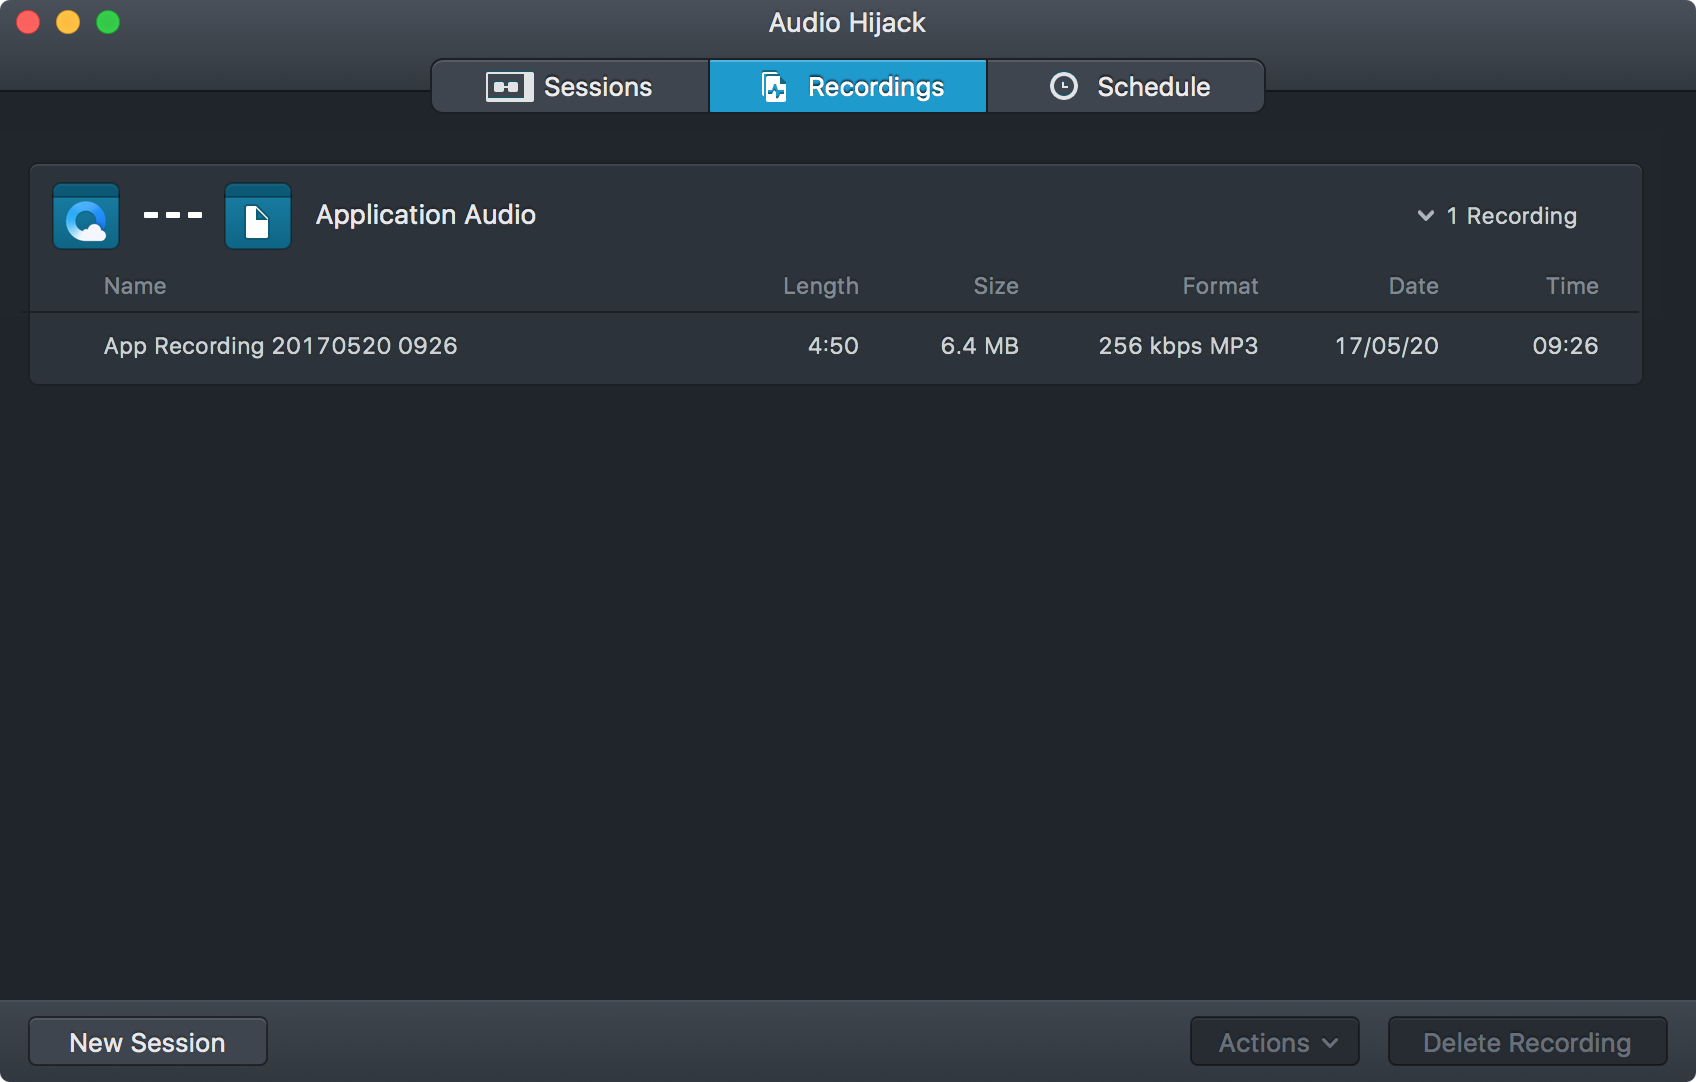 Audio Hijack
Sessions Recordings Schedule
Application Audio 1 Recording
Name Length Size Format Date Time
App Recording 20170520 0926 4:50 6.4 MB 256 kbps MP3 17/05/20 09:26
New Session Actions Delete Recording